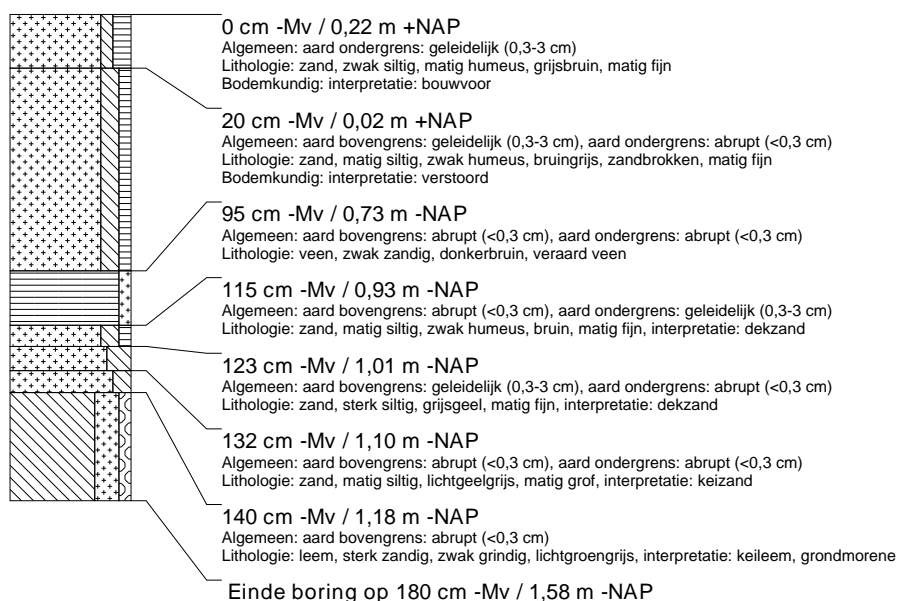 0 cm -Mv / 0,22 m +NAP
Algemeen: aard ondergrens: geleidelijk (0,3-3 cm)
Lithologie: zand, zwak siltig, matig humeus, grijsbruin, matig fijn
Bodemkundig: interpretatie: bouwvoor
20 cm -Mv / 0,02 m +NAP
Algemeen: aard bovengrens: geleidelijk (0,3-3 cm), aard ondergrens: abrupt (<0,3 cm)
Lithologie: zand, matig siltig, zwak humeus, bruingrijs, zandbrokken, matig fijn
Bodemkundig: interpretatie: verstoord
95 cm -Mv / 0,73 m -NAP
Algemeen: aard bovengrens: abrupt (<0,3 cm), aard ondergrens: abrupt (<0,3 cm)
Lithologie: veen, zwak zandig, donkerbruin, veraard veen
115 cm -Mv / 0,93 m -NAP
Algemeen: aard bovengrens: abrupt (<0,3 cm), aard ondergrens: geleidelijk (0,3-3 cm)
Lithologie: zand, matig siltig, zwak humeus, bruin, matig fijn, interpretatie: dekzand
123 cm -Mv / 1,01 m -NAP
Algemeen: aard bovengrens: geleidelijk (0,3-3 cm), aard ondergrens: abrupt (<0,3 cm)
Lithologie: zand, sterk siltig, grijsgeel, matig fijn, interpretatie: dekzand
132 cm -Mv / 1,10 m -NAP
Algemeen: aard bovengrens: abrupt (<0,3 cm), aard ondergrens: abrupt (<0,3 cm)
Lithologie: zand, matig siltig, lichtgeelgrijs, matig grof, interpretatie: keizand
140 cm -Mv / 1,18 m -NAP
Algemeen: aard bovengrens: abrupt (<0,3 cm)
Lithologie: leem, sterk zandig, zwak grindig, lichtgroengrijs, interpretatie: keileem, grondmorene
Einde boring op 180 cm -Mv / 1,58 m -NAP